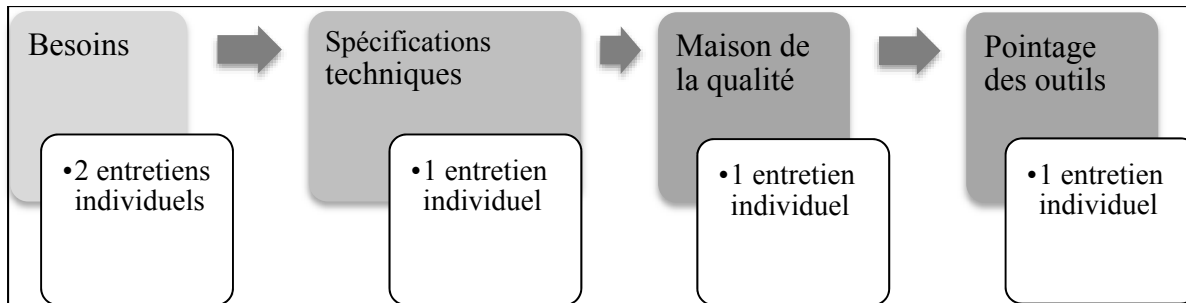 Besoins
•2 entretiens
individuels
Spécifications
techniques
•1 entretien
individuel
Maison de
la qualité
•1 entretien
individuel
Pointage
des outils
•1 entretien
individuel